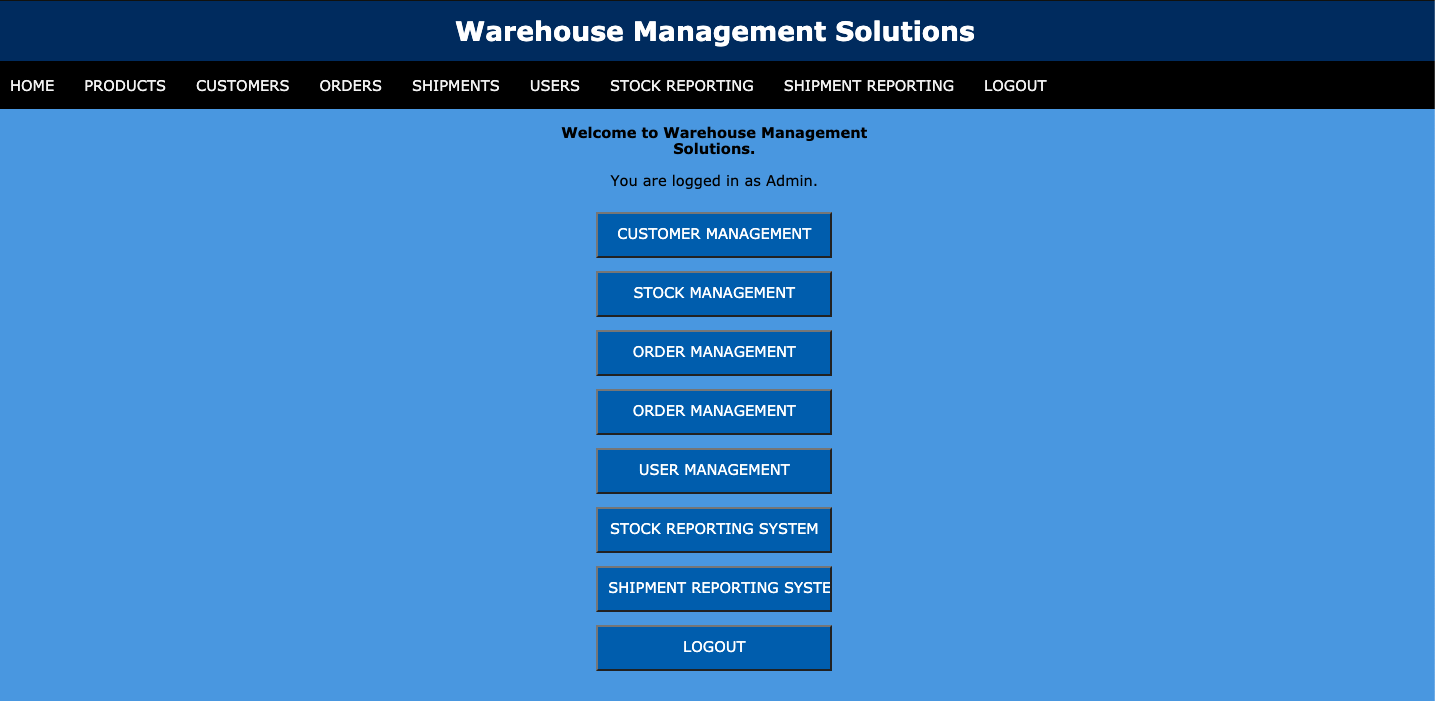 Warehouse Management Solutions
HOME PRODUCTS CUSTOMERS ORDERS SHIPMENTS USERS STOCK REPORTING SHIPMENT REPORTING LOGOUT
Welcome to Warehouse Management
Solutions.
You are logged in as Admin.
CUSTOMER MANAGEMENT
STOCK MANAGEMENT
ORDER MANAGEMENT
ORDER MANAGEMENT
USER MANAGEMENT
STOCK REPORTING SYSTEM
SHIPMENT REPORTING SYSTE
LOGOUT